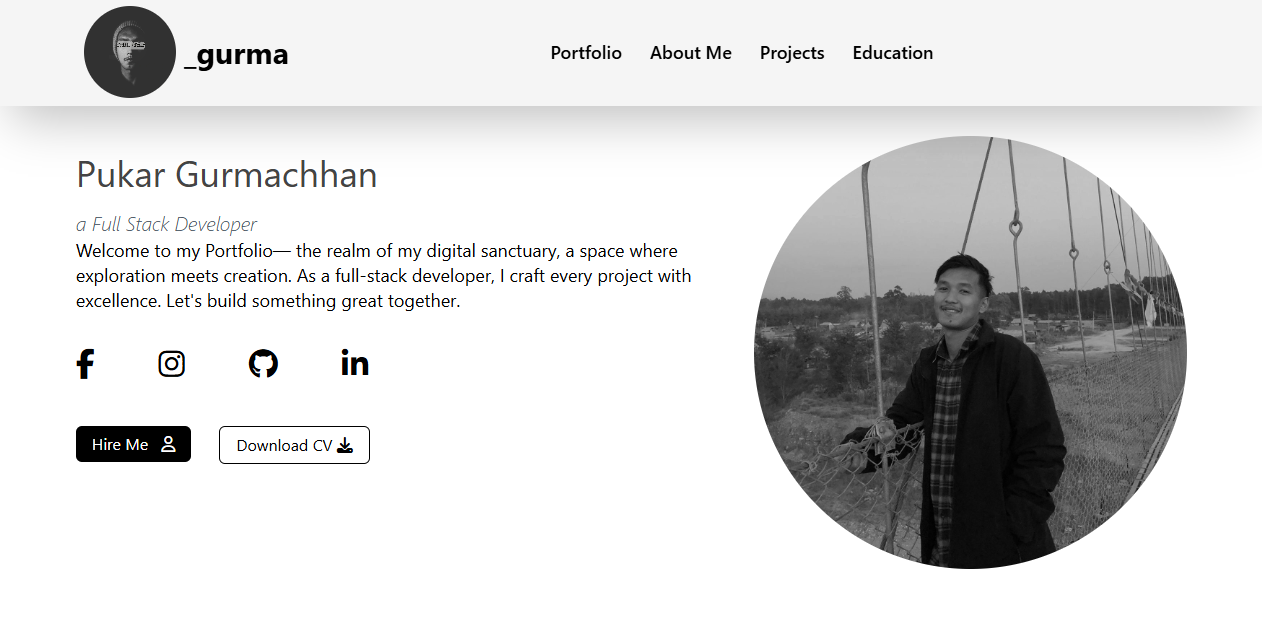 _gurma
Portfolio
About Me
Projects
Education
Pukar Gurmachhan
a Full Stack Developer
Welcome to my Portfolio— the realm of my digital sanctuary, a space where
exploration meets creation. As a full-stack developer, I craft every project with
excellence. Let's build something great together.
Hire Me
Download CV